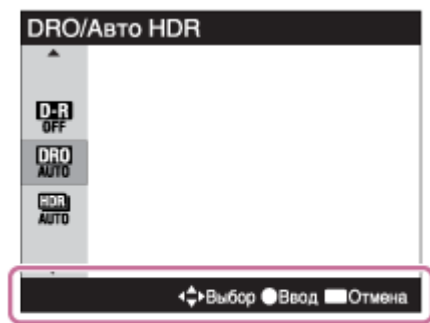 DRO/Авто HDR
D-R
OFF
DRO
AUTO
HDR
AUTO
Выбор Ввод Отмена